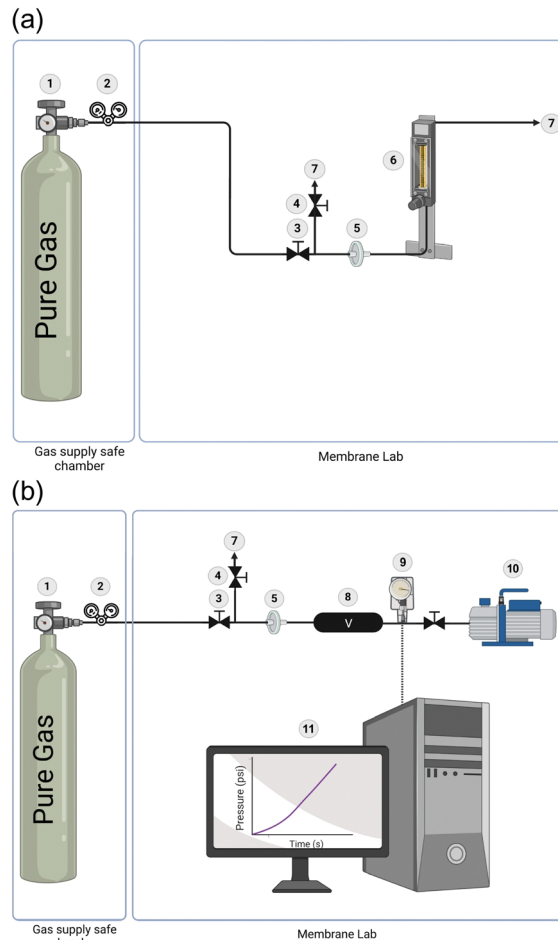 (a)
1
2
Pure Gas
3
4
7
5
6
7
Gas supply safe
chamber
Membrane Lab
(b)
1
2
Pure Gas
3
4
7
5
8
V
9
10
11
Pressure (psi)
Time (s)
Gas supply safe
Membrane Lab